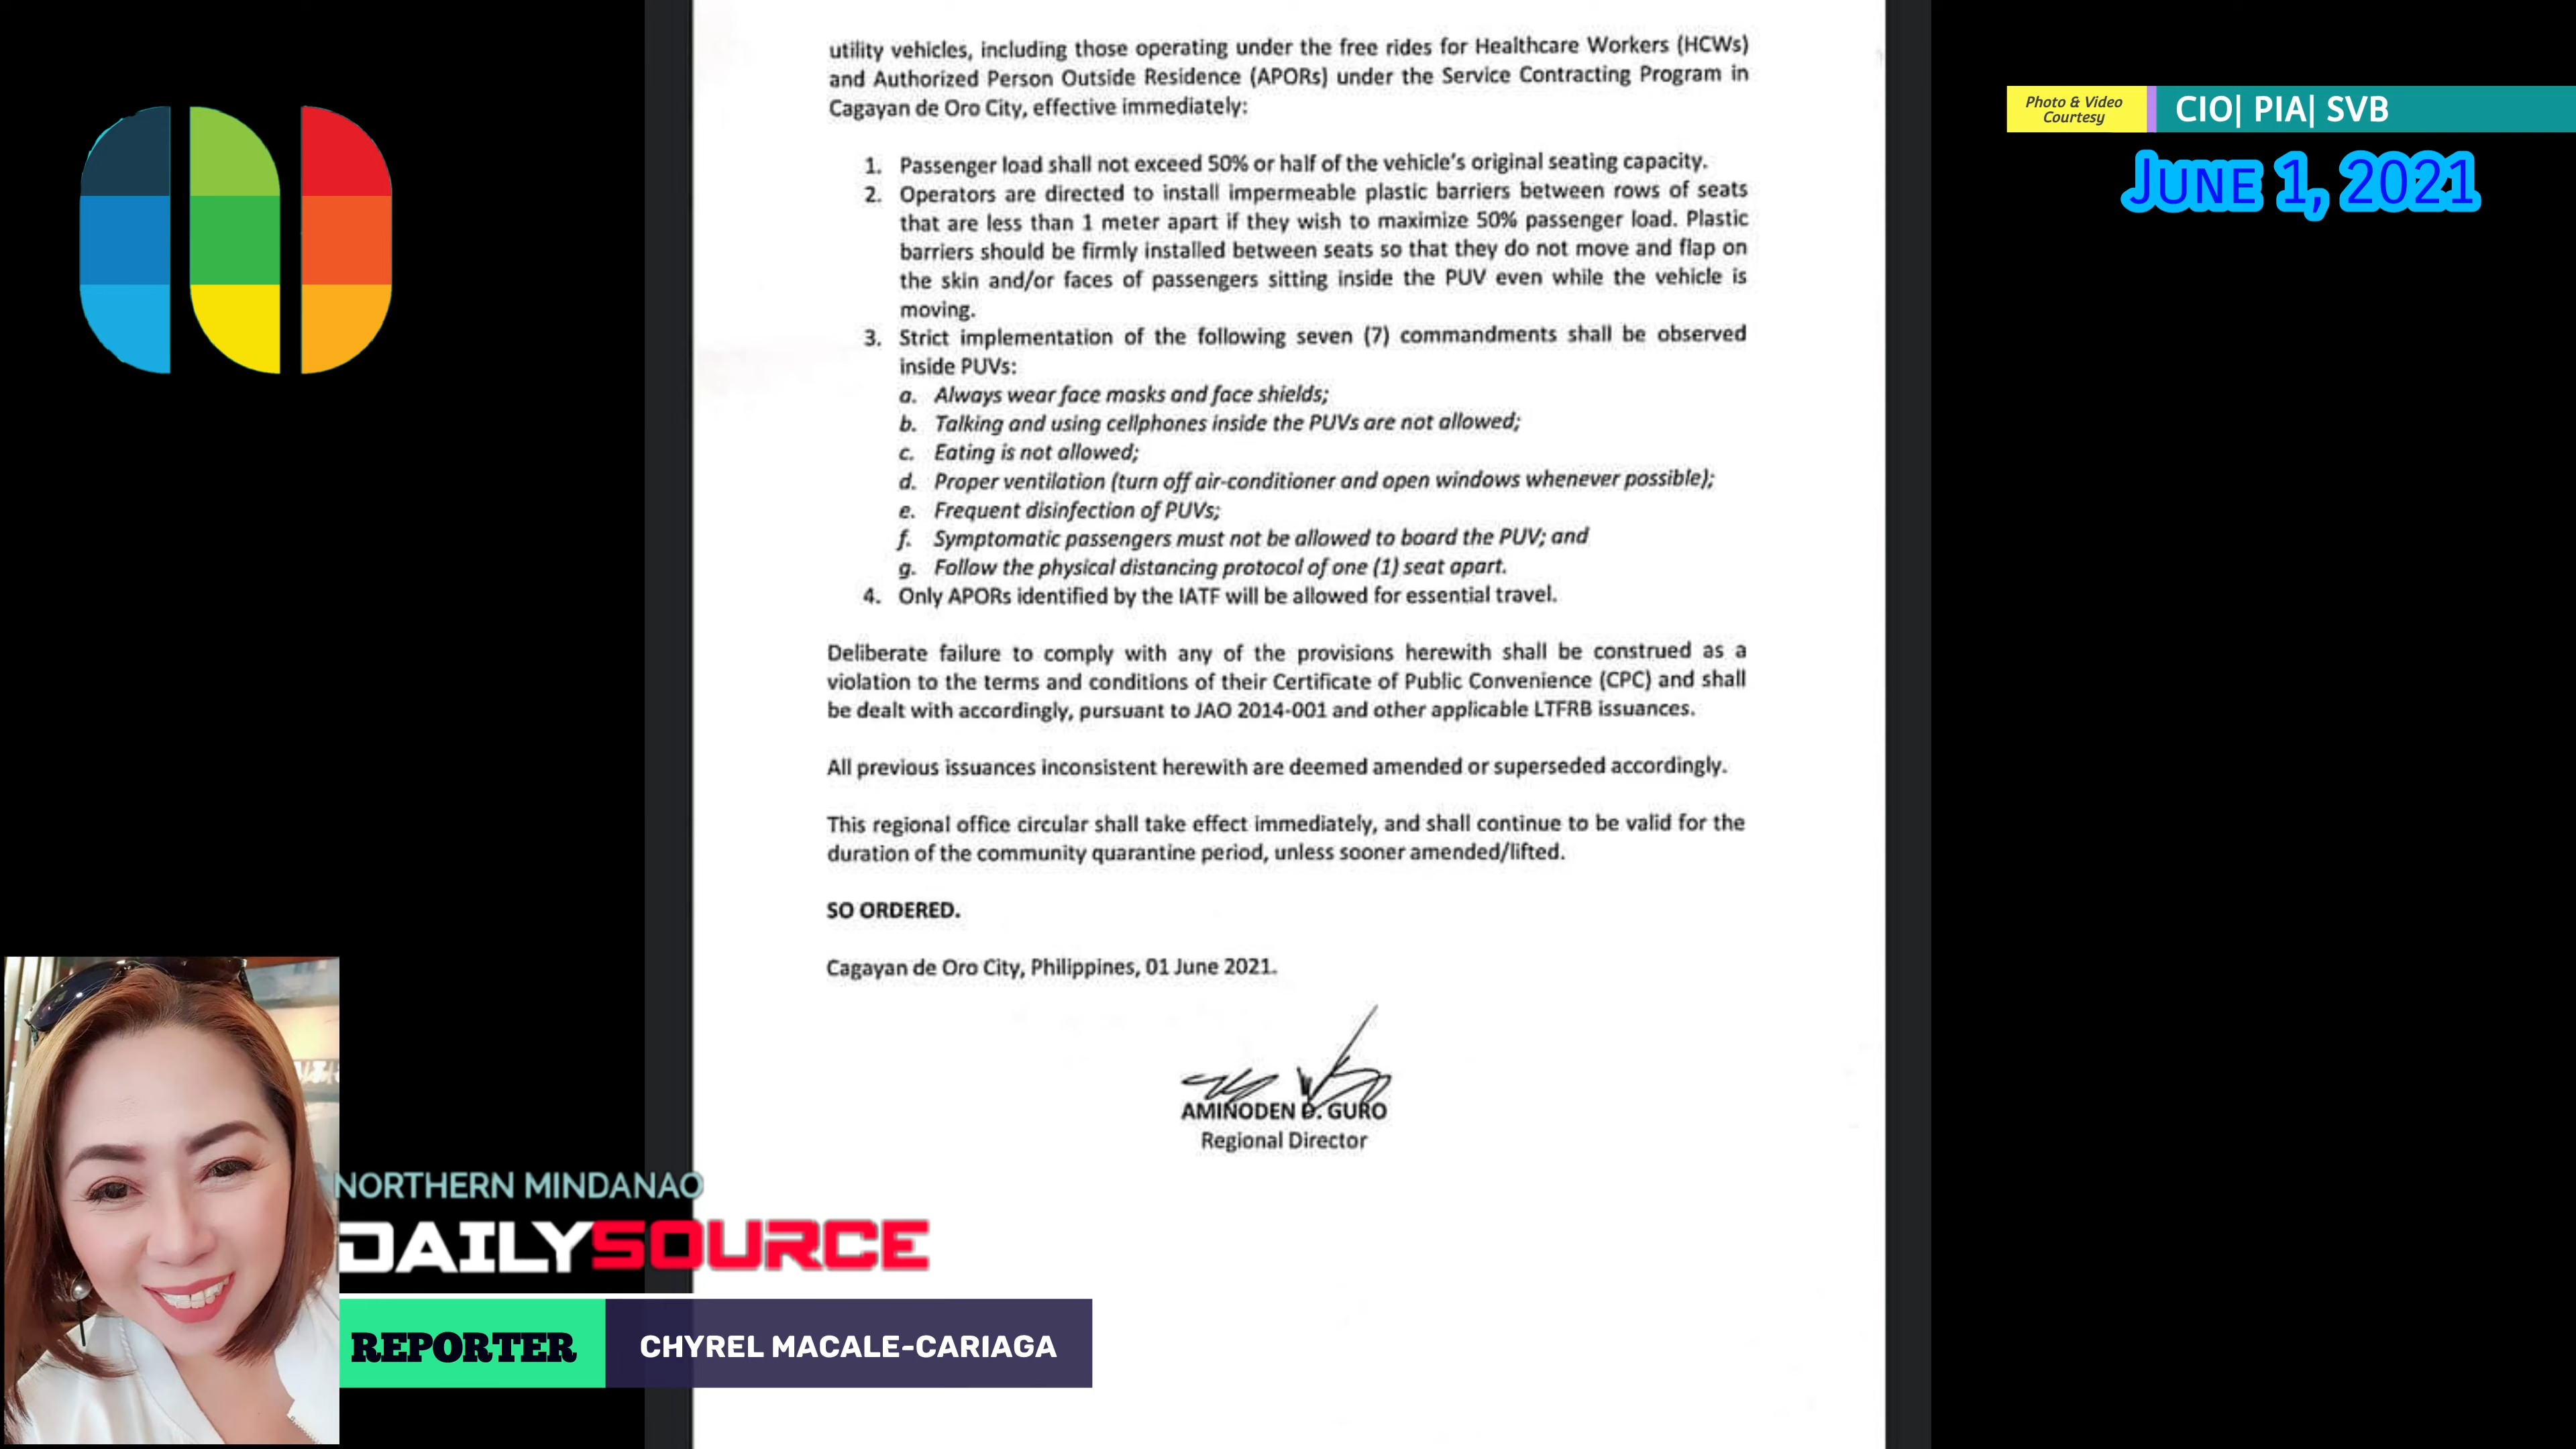 utility vehicles, including those operating under the free rides for Healthcare Workers (HCWs)
and Authorized Person Outside Residence (APORs) under the Service Contracting Program in
Cagayan de Oro City, effective immediately:
1. Passenger load shall not exceed 50% or half of the vehicle's original seating capacity.
2. Operators are directed to install impermeable plastic barriers between rows of seats
that are less than 1 meter apart if they wish to maximize 50% passenger load. Plastic
barriers should be firmly installed between seats so that they do not move and flap on
the skin and/or faces of passengers sitting inside the PUV even while the vehicle is
moving.
3. Strict implementation of the following seven (7) commandments shall be observed
inside PUVs:
a. Always wear face masks and face shields;
b. Talking and using cellphones inside the PUVs are not allowed;
c. Eating is not allowed;
d. Proper ventilation (turn off air-conditioner and open windows whenever possible);
e. Frequent disinfection of PUVs;
f. Symptomatic passengers must not be allowed to board the PUV; and
g. Follow the physical distancing protocol of one (1) seat apart.
4. Only APORs identified by the IATF will be allowed for essential travel.
Deliberate failure to comply with any of the provisions herewith shall be construed as a
violation to the terms and conditions of their Certificate of Public Convenience (CPC) and shall
be dealt with accordingly, pursuant to JAO 2014-001 and other applicable LTFRB issuances.
All previous issuances inconsistent herewith are deemed amended or superseded accordingly.
This regional office circular shall take effect immediately, and shall continue to be valid for the
duration of the community quarantine period, unless sooner amended/lifted.
SO ORDERED.
Cagayan de Oro City, Philippines, 01 June 2021.
AMINODEN D. GURO
Regional Director
Photo & Video
Courtesy
CIO| PIA| SVB
JUNE 1, 2021
NORTHERN MINDANAO
DAILYSOURCE
REPORTER
CHYREL MACALE-CARIAGA